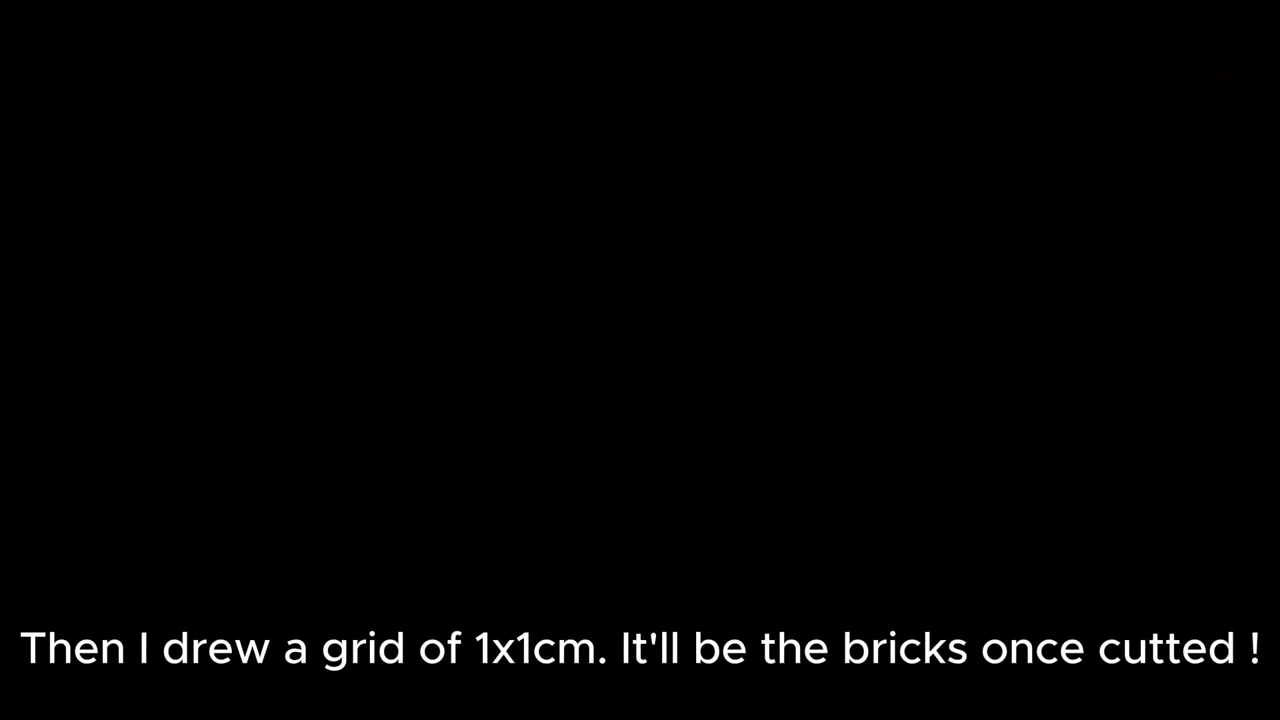 Then I drew a grid of 1x1cm. It'll be the bricks once cutted !